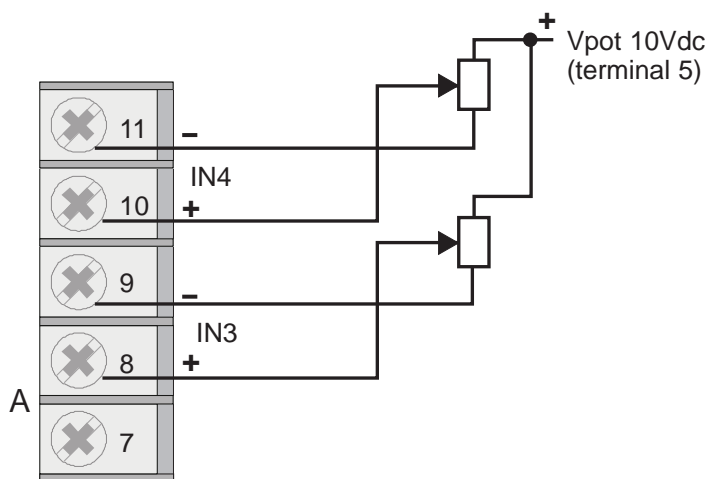 +
Vpot 10Vdc
(terminal 5)
11
−
IN4
10
+
9
−
IN3
8
+
A
7